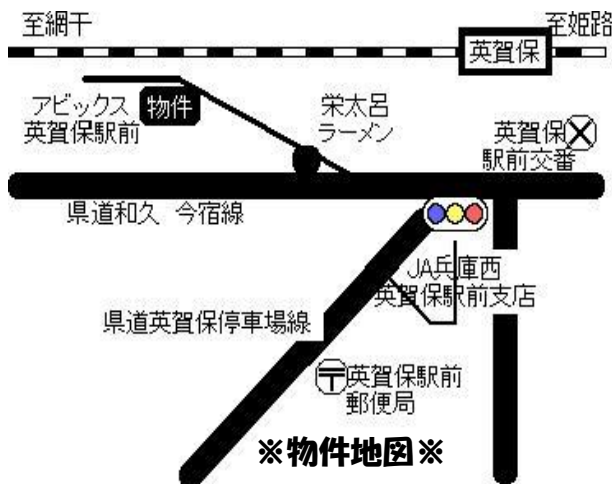 至網干
至姫路
英賀保
アビックス
英賀保駅前
物件
栄太呂
ラーメン
英賀保
駅前交番
県道和久 今宿線
JA兵庫西
英賀保駅前支店
県道英賀保停車場線
〒英賀保駅前
郵便局
※物件地図※